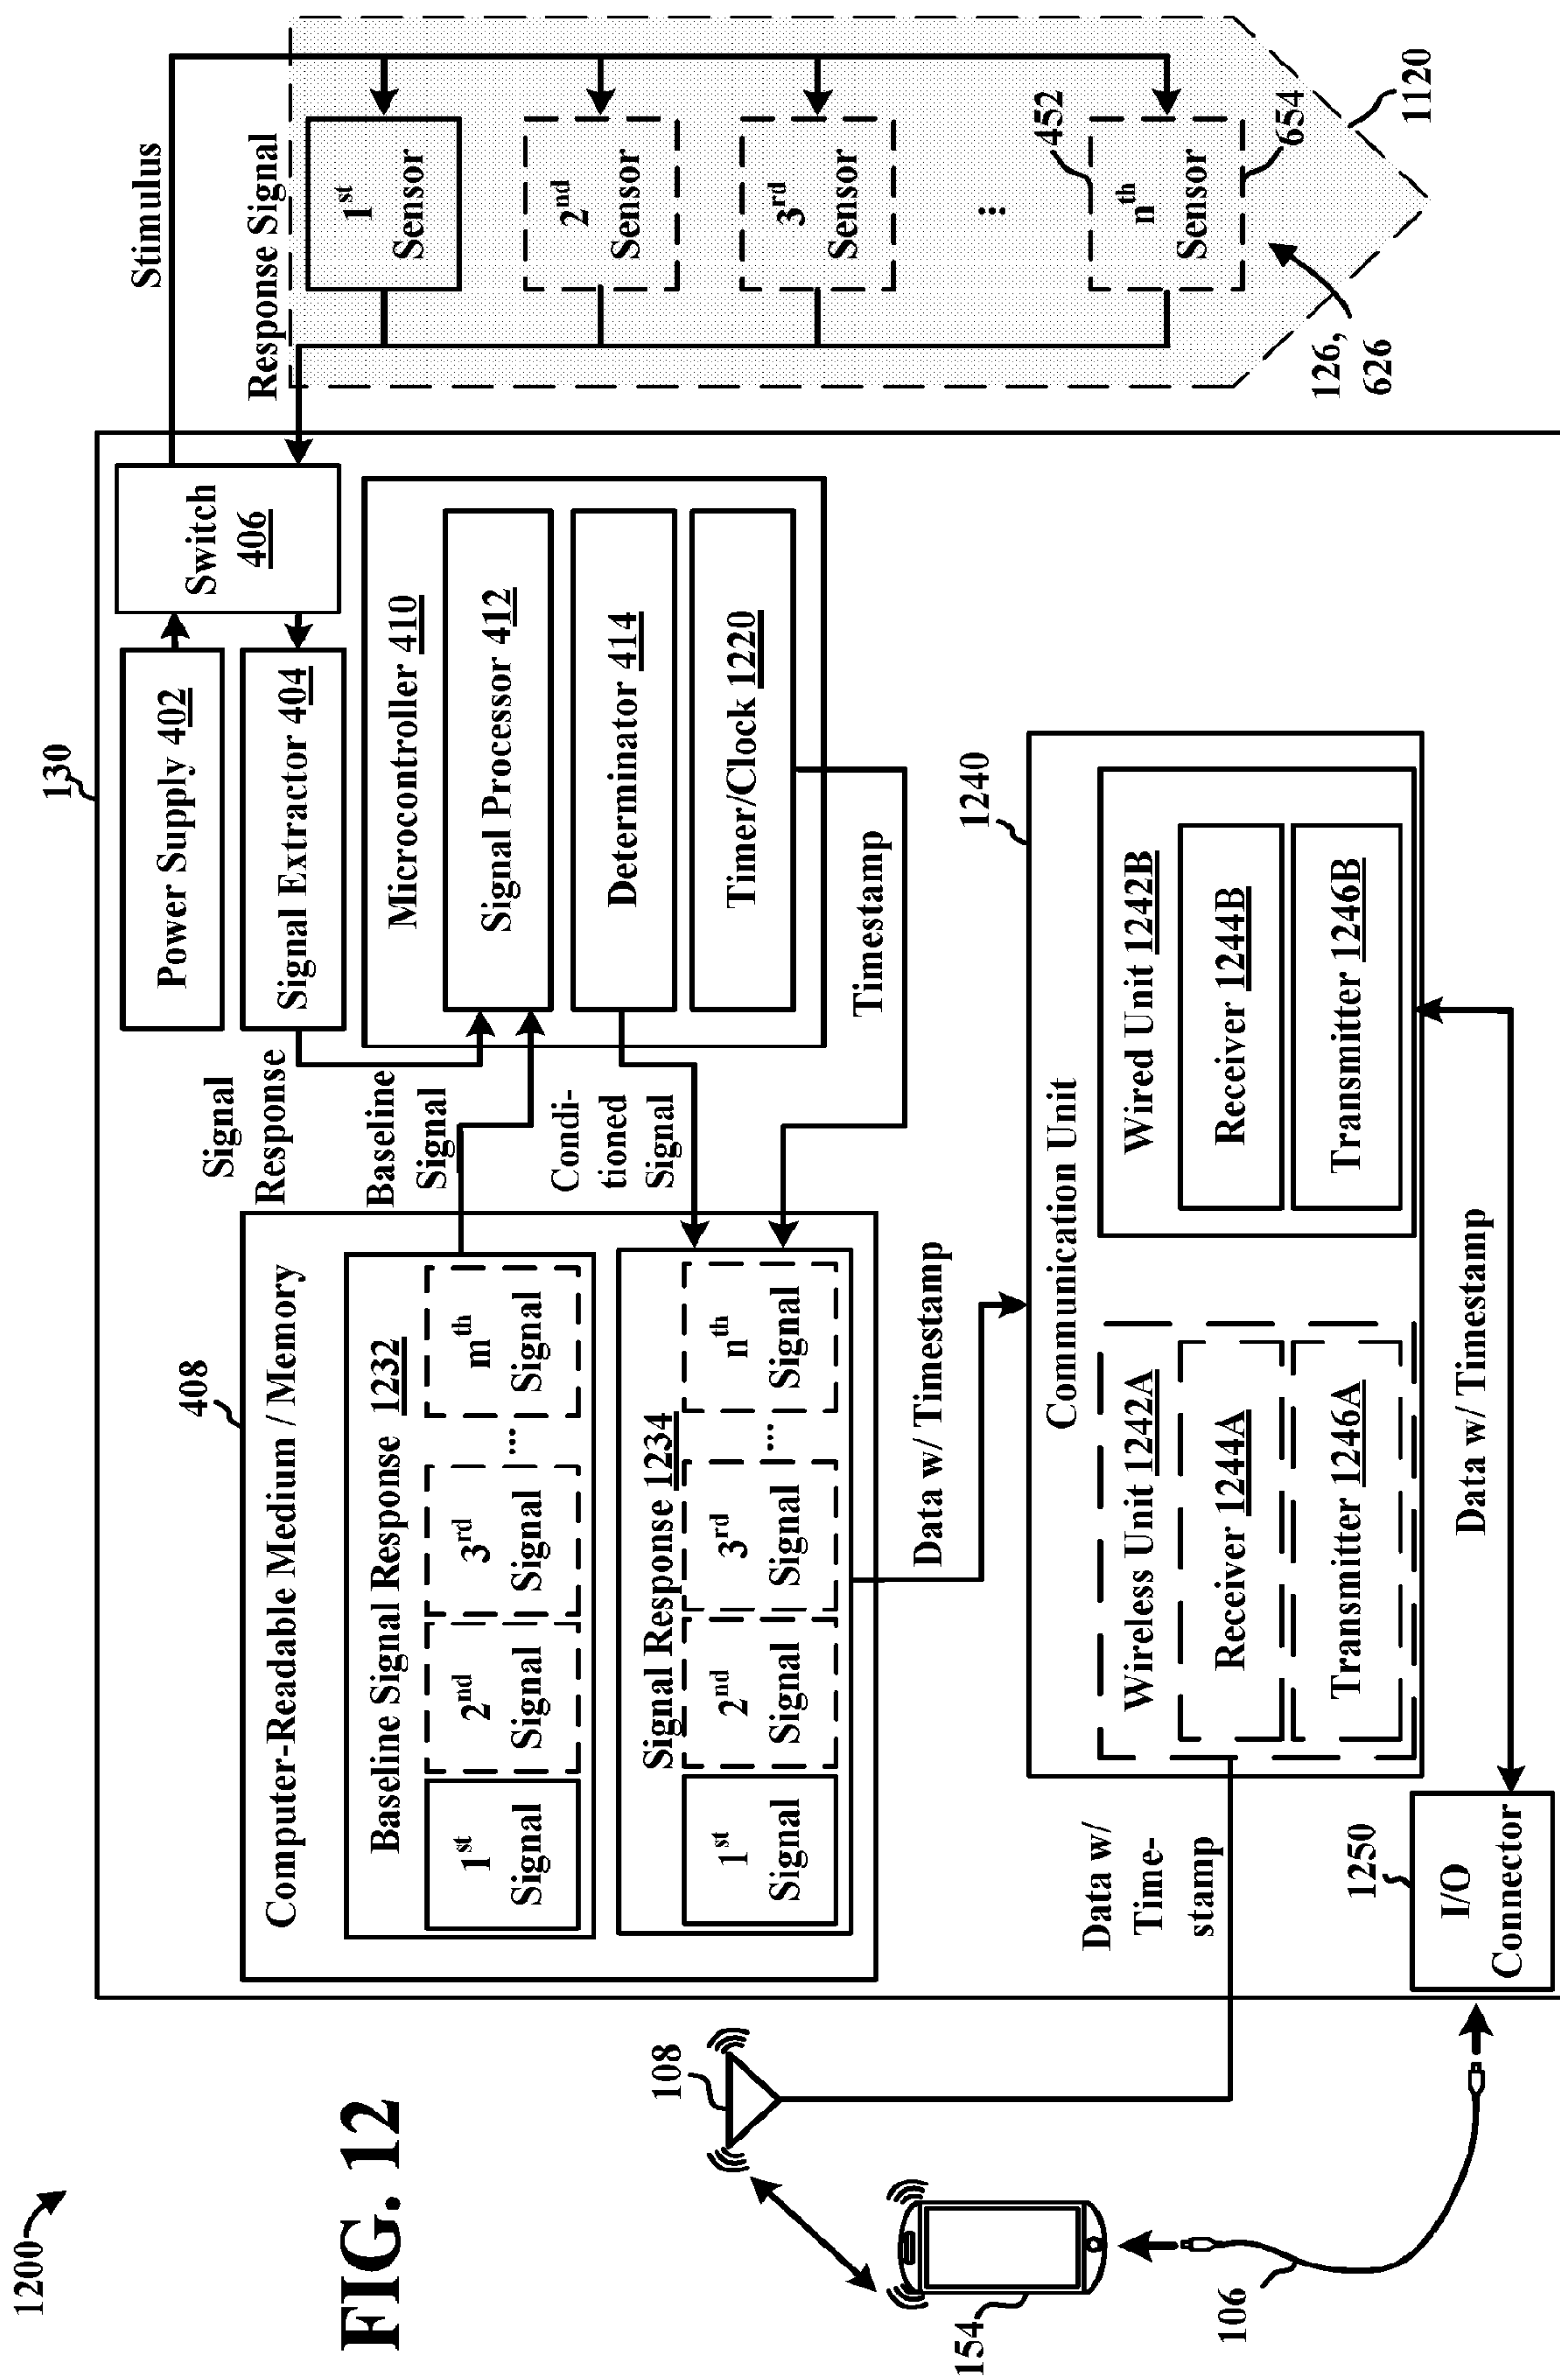 1200
FIG. 12
130
408
Computer-Readable Medium / Memory
Baseline Signal Response 1232
1st
Signal
2nd
Signal
3rd
Signal
...
mth
Signal
Signal Response 1234
1st
Signal
2nd
Signal
3rd
Signal
...
nth
Signal
Signal
Response
Baseline
Signal
Condi-
tioned
Signal
Power Supply 402
Signal Extractor 404
Switch
406
Microcontroller 410
Signal Processor 412
Determinator 414
Timer/Clock 1220
Timestamp
Stimulus
Response Signal
1st
Sensor
2nd
Sensor
3rd
Sensor
...
452
nth
Sensor
654
126,
626
1120
Data w/ Timestamp
1240
Communication Unit
Wireless Unit 1242A
Receiver 1244A
Transmitter 1246A
Wired Unit 1242B
Receiver 1244B
Transmitter 1246B
Data w/ Timestamp
Data w/
Time-
stamp
1250
I/O
Connector
108
154
106